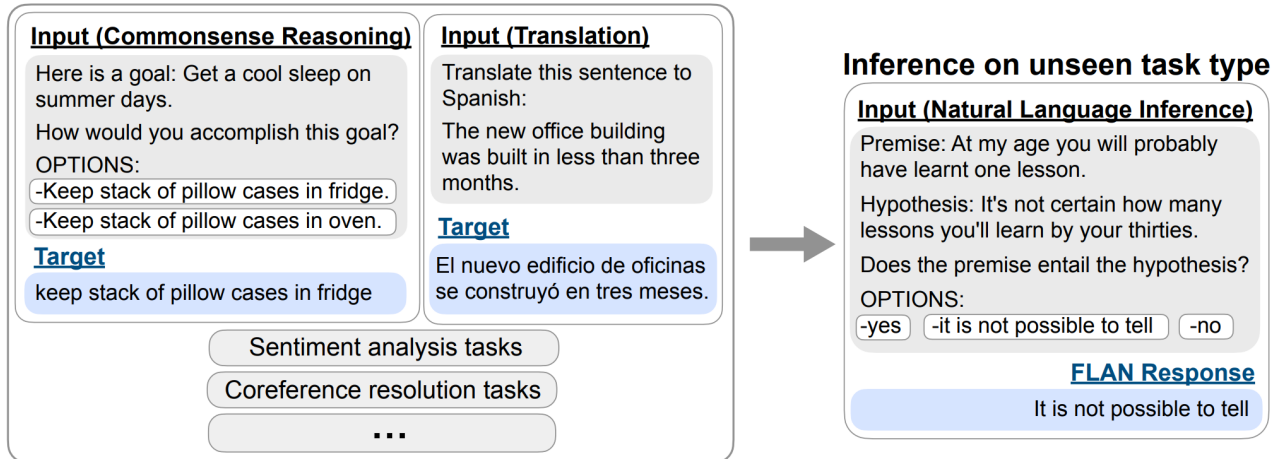 Input (Commonsense Reasoning)
Here is a goal: Get a cool sleep on
summer days.
How would you accomplish this goal?
OPTIONS:
-Keep stack of pillow cases in fridge.
-Keep stack of pillow cases in oven.
Target
keep stack of pillow cases in fridge
Input (Translation)
Translate this sentence to
Spanish:
The new office building
was built in less than three
months.
Target
El nuevo edificio de oficinas
se construyó en tres meses.
Sentiment analysis tasks
Coreference resolution tasks
...
Inference on unseen task type
Input (Natural Language Inference)
Premise: At my age you will probably
have learnt one lesson.
Hypothesis: It's not certain how many
lessons you'll learn by your thirties.
Does the premise entail the hypothesis?
OPTIONS:
-yes -it is not possible to tell -no
FLAN Response
It is not possible to tell